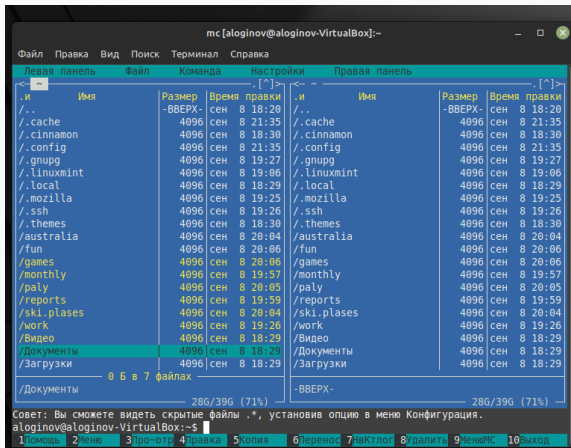 mc [aloginov@aloginov-VirtualBox]:~
Файл Правка Вид Поиск Терминал Справка
Левая панель Файл Команда Настройки Правая панель
<- ~ .[^]> <- ~ .[^]>
.и Имя Размер Время правки .и Имя Размер Время правки
/.. -ВВЕРХ- сен 8 18:20 /.. -ВВЕРХ- сен 8 18:20
/.cache 4096 сен 8 21:35 /.cache 4096 сен 8 21:35
/.cinnamon 4096 сен 8 18:30 /.cinnamon 4096 сен 8 18:30
/.config 4096 сен 8 21:35 /.config 4096 сен 8 21:35
/.gnupg 4096 сен 8 19:27 /.gnupg 4096 сен 8 19:27
/.linuxmint 4096 сен 8 19:06 /.linuxmint 4096 сен 8 19:06
/.local 4096 сен 8 18:29 /.local 4096 сен 8 18:29
/.mozilla 4096 сен 8 19:25 /.mozilla 4096 сен 8 19:25
/.ssh 4096 сен 8 19:26 /.ssh 4096 сен 8 19:26
/.themes 4096 сен 8 18:30 /.themes 4096 сен 8 18:30
/australia 4096 сен 8 20:04 /australia 4096 сен 8 20:04
/fun 4096 сен 8 20:06 /fun 4096 сен 8 20:06
/games 4096 сен 8 20:06 /games 4096 сен 8 20:06
/monthly 4096 сен 8 19:57 /monthly 4096 сен 8 19:57
/paly 4096 сен 8 20:05 /paly 4096 сен 8 20:05
/reports 4096 сен 8 19:59 /reports 4096 сен 8 19:59
/ski.plases 4096 сен 8 20:04 /ski.plases 4096 сен 8 20:04
/work 4096 сен 8 19:26 /work 4096 сен 8 19:26
/Видео 4096 сен 8 18:29 /Видео 4096 сен 8 18:29
/Документы 4096 сен 8 18:29 /Документы 4096 сен 8 18:29
/Загрузки 4096 сен 8 18:29 /Загрузки 4096 сен 8 18:29
0 Б в 7 файлах
/Документы -ВВЕРХ-
28G/39G (71%) 28G/39G (71%)
Совет: Вы сможете видеть скрытые файлы .*, установив опцию в меню Конфигурация.
aloginov@aloginov-VirtualBox:~$
1Помощь 2Меню 3Про~отр 4Правка 5Копия 6Перенос 7НвКтлог 8Удалить 9МенюМС 10Выход